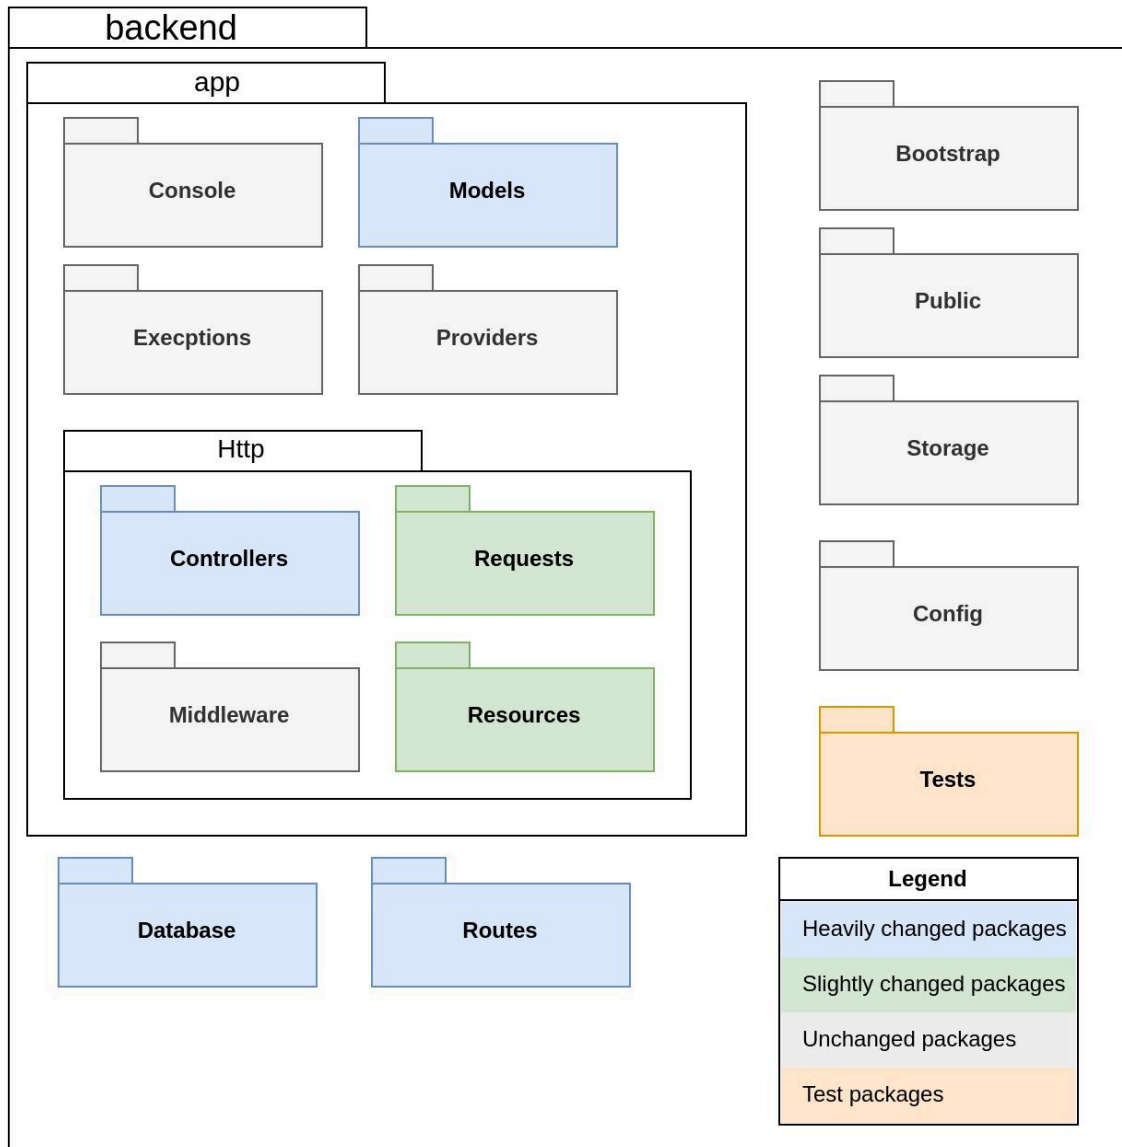 backend
app
Console
Models
Execptions
Providers
Http
Controllers
Requests
Middleware
Resources
Database
Routes
Bootstrap
Public
Storage
Config
Tests
Legend
Heavily changed packages
Slightly changed packages
Unchanged packages
Test packages